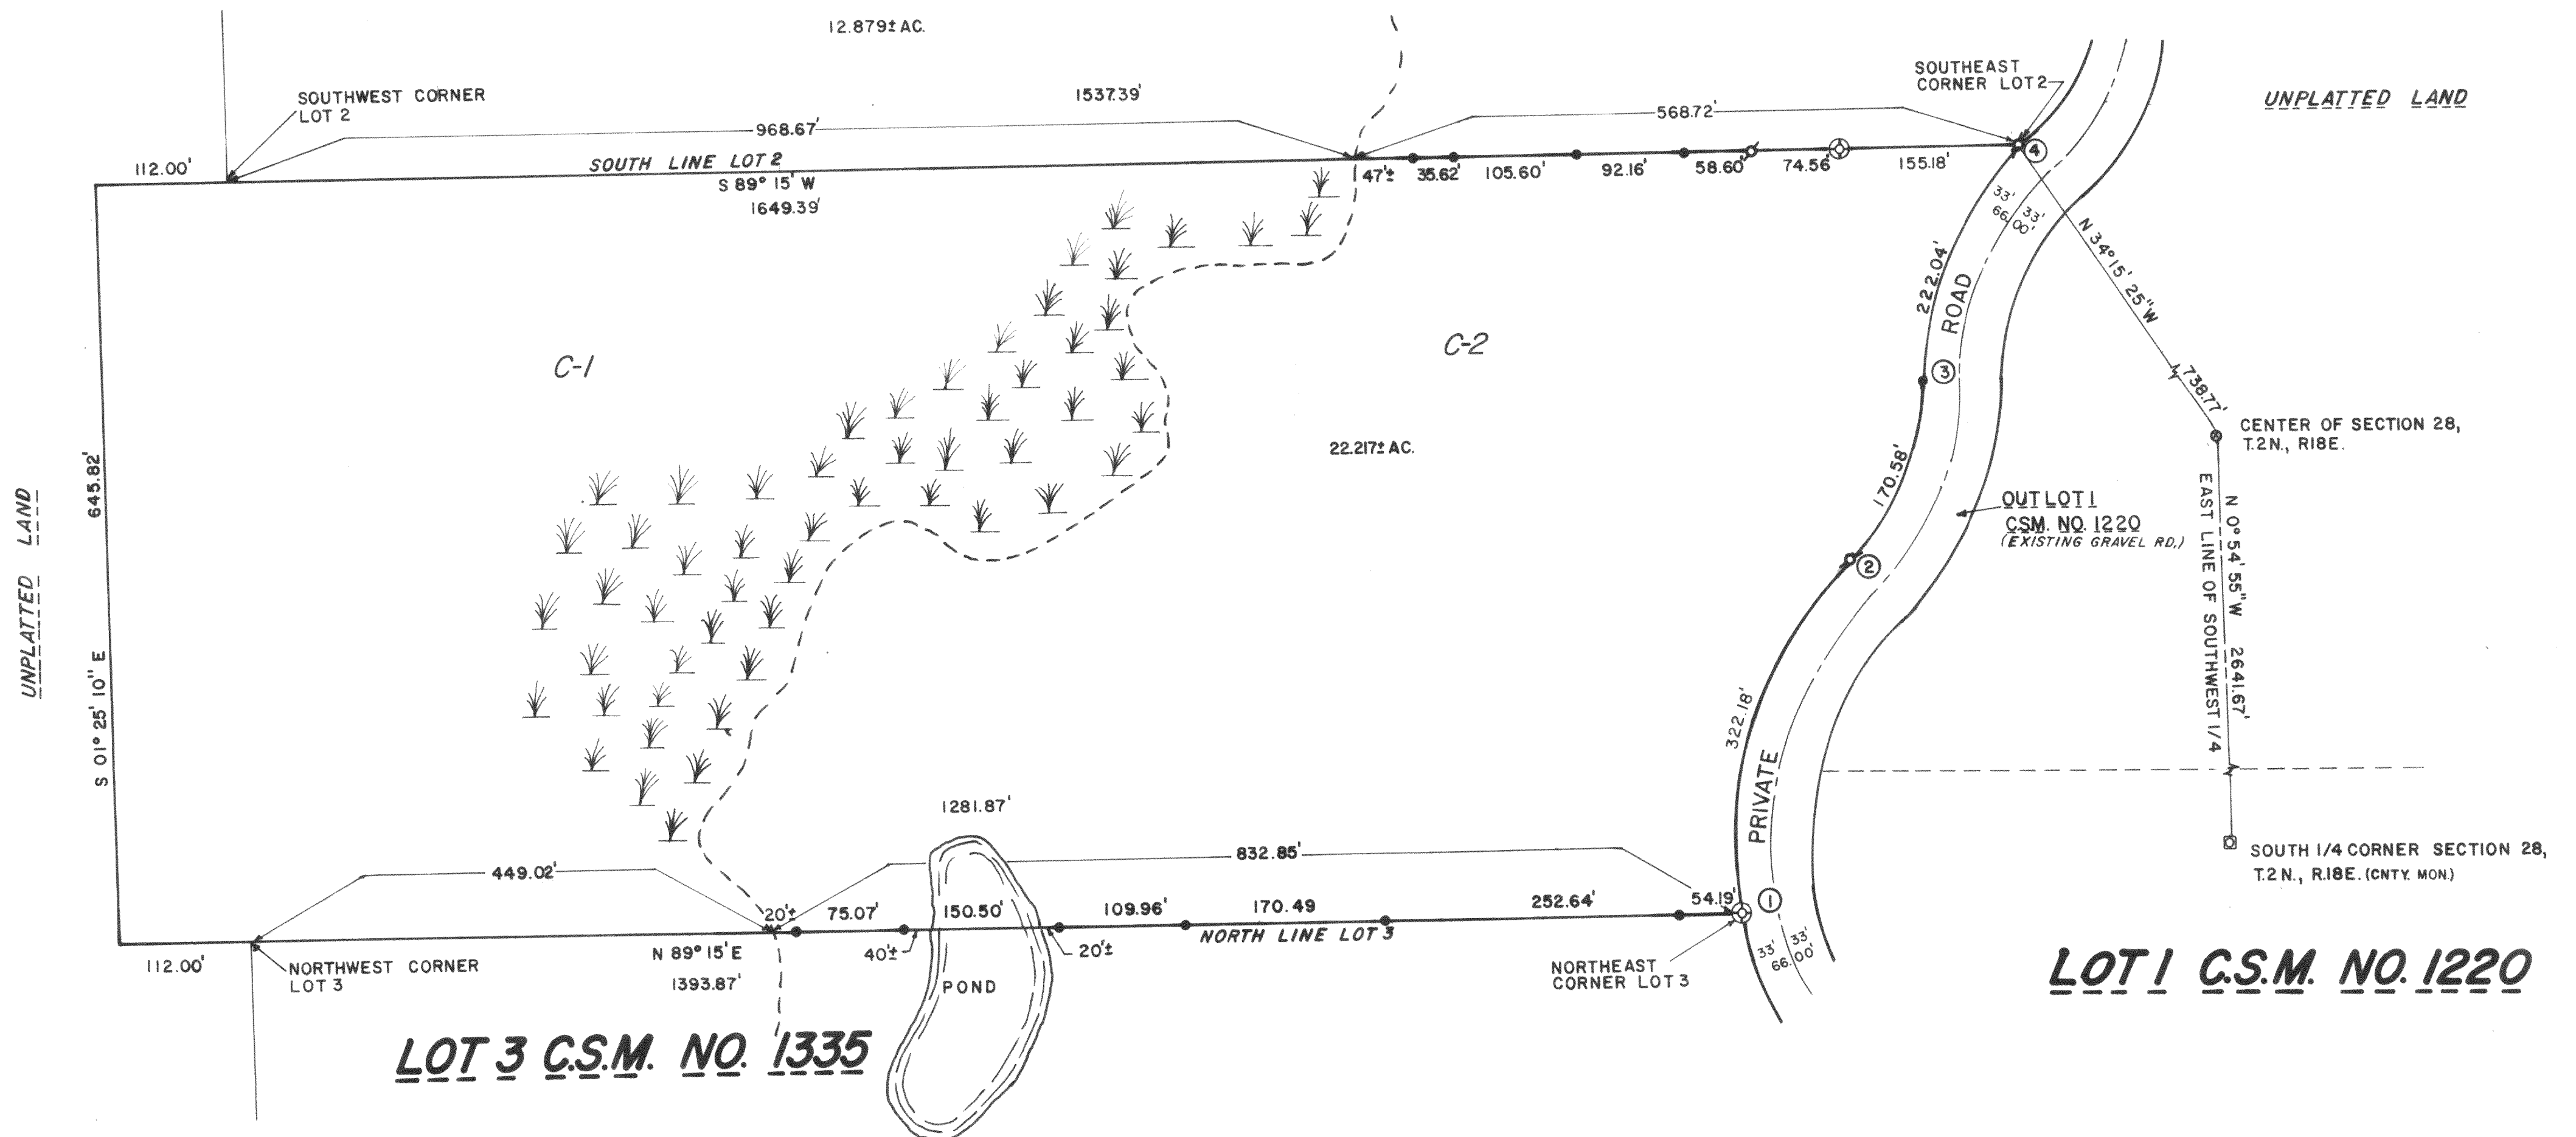 12.879± AC.
SOUTHWEST CORNER
LOT 2
1537.39'
SOUTHEAST
CORNER LOT 2
UNPLATTED LAND
968.67'
568.72'
112.00'
SOUTH LINE LOT 2
S 89° 15' W
1649.39'
47'±
35.62'
105.60'
92.16'
58.60'
74.56'
155.18'
4
33'
33'
66.00'
N 34° 15' 25" W
738.77'
222.04'
ROAD
C-1
C-2
3
CENTER OF SECTION 28,
T.2N., R18E.
22.217± AC.
645.82'
S 01° 25' 10" E
UNPLATTED LAND
170.58'
OUTLOT 1
C.S.M. NO. 1220
(EXISTING GRAVEL RD.)
N 0° 54' 55" W 2641.67'
EAST LINE OF SOUTHWEST 1/4
2
322.18'
PRIVATE
1281.87'
SOUTH 1/4 CORNER SECTION 28,
T.2N., R.18E. (CNTY. MON.)
449.02'
832.85'
20'±
75.07'
150.50'
109.96'
170.49
252.64'
54.19'
1
NORTH LINE LOT 3
N 89° 15' E
1393.87'
40'±
20'±
112.00'
NORTHWEST CORNER
LOT 3
POND
NORTHEAST
CORNER LOT 3
33'
33'
66.00'
LOT 1 C.S.M. NO. 1220
LOT 3 C.S.M. NO. 1335